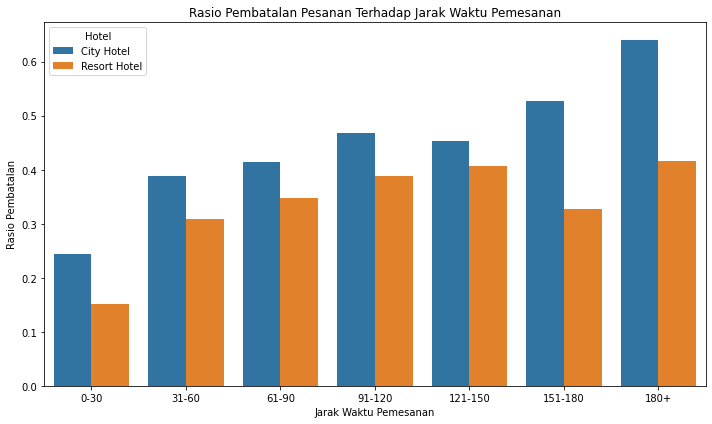 Rasio Pembatalan Pesanan Terhadap Jarak Waktu Pemesanan
Hotel
City Hotel
Resort Hotel
Rasio Pembatalan
0.6
0.5
0.4
0.3
0.2
0.1
0.0
0-30 31-60 61-90 91-120 121-150 151-180 180+
Jarak Waktu Pemesanan